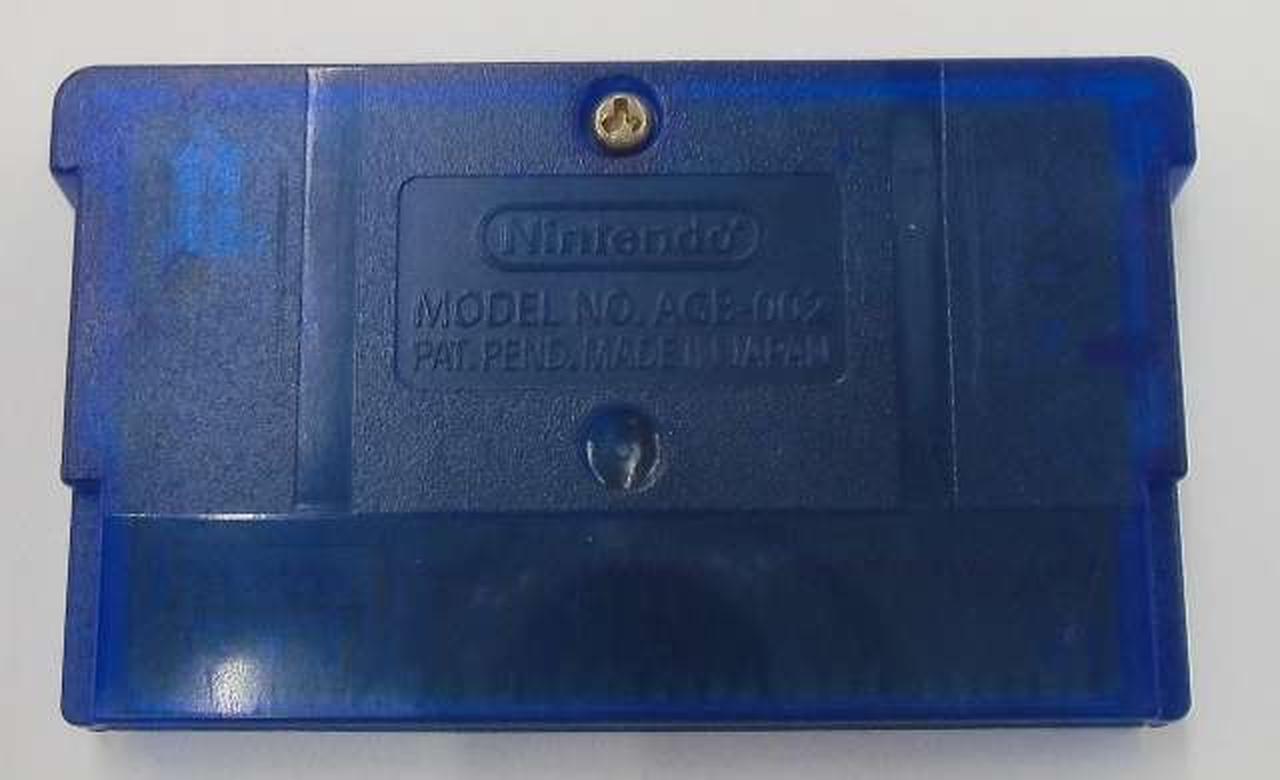 Nintendo®
MODEL NO. AGB-002
PAT. PEND. MADE IN JAPAN